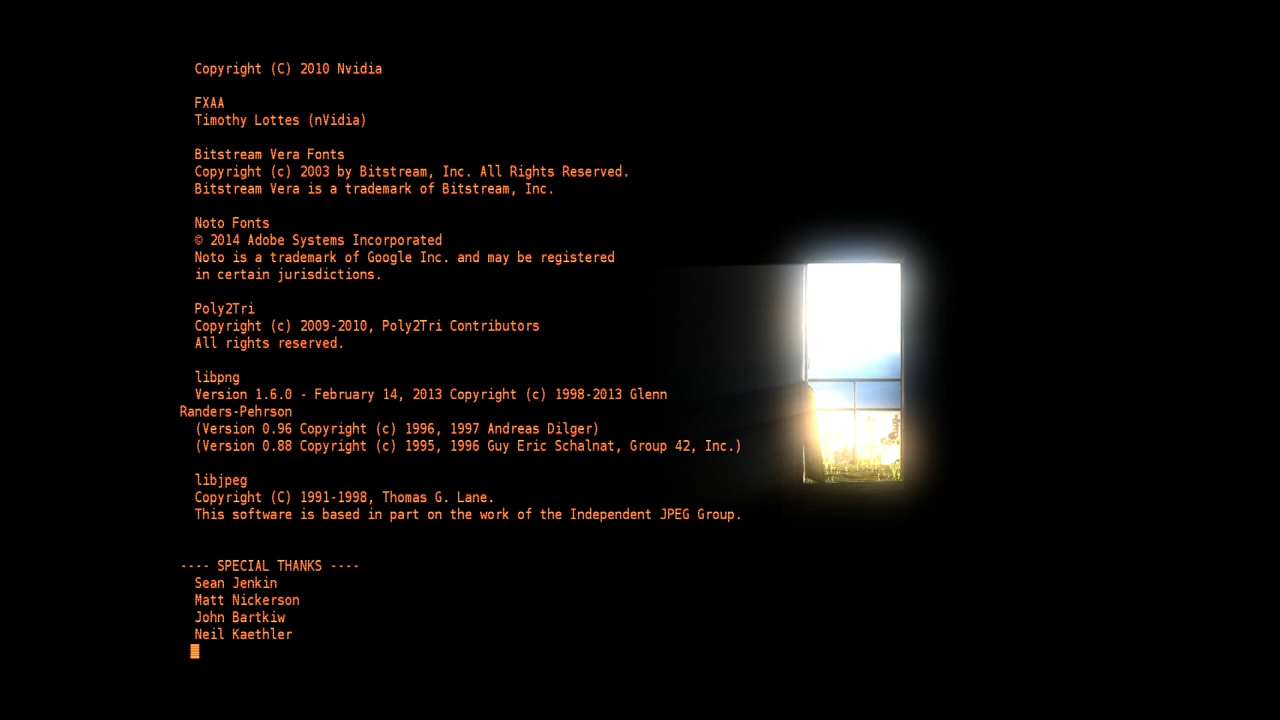 Copyright (C) 2010 Nvidia
FXAA
Timothy Lottes (nVidia)
Bitstream Vera Fonts
Copyright (c) 2003 by Bitstream, Inc. All Rights Reserved.
Bitstream Vera is a trademark of Bitstream, Inc.
Noto Fonts
© 2014 Adobe Systems Incorporated
Noto is a trademark of Google Inc. and may be registered
in certain jurisdictions.
Poly2Tri
Copyright (c) 2009-2010, Poly2Tri Contributors
All rights reserved.
libpng
Version 1.6.0 - February 14, 2013 Copyright (c) 1998-2013 Glenn
Randers-Pehrson
(Version 0.96 Copyright (c) 1996, 1997 Andreas Dilger)
(Version 0.88 Copyright (c) 1995, 1996 Guy Eric Schalnat, Group 42, Inc.)
libjpeg
Copyright (C) 1991-1998, Thomas G. Lane.
This software is based in part on the work of the Independent JPEG Group.
---- SPECIAL THANKS ----
Sean Jenkin
Matt Nickerson
John Bartkiw
Neil Kaethler